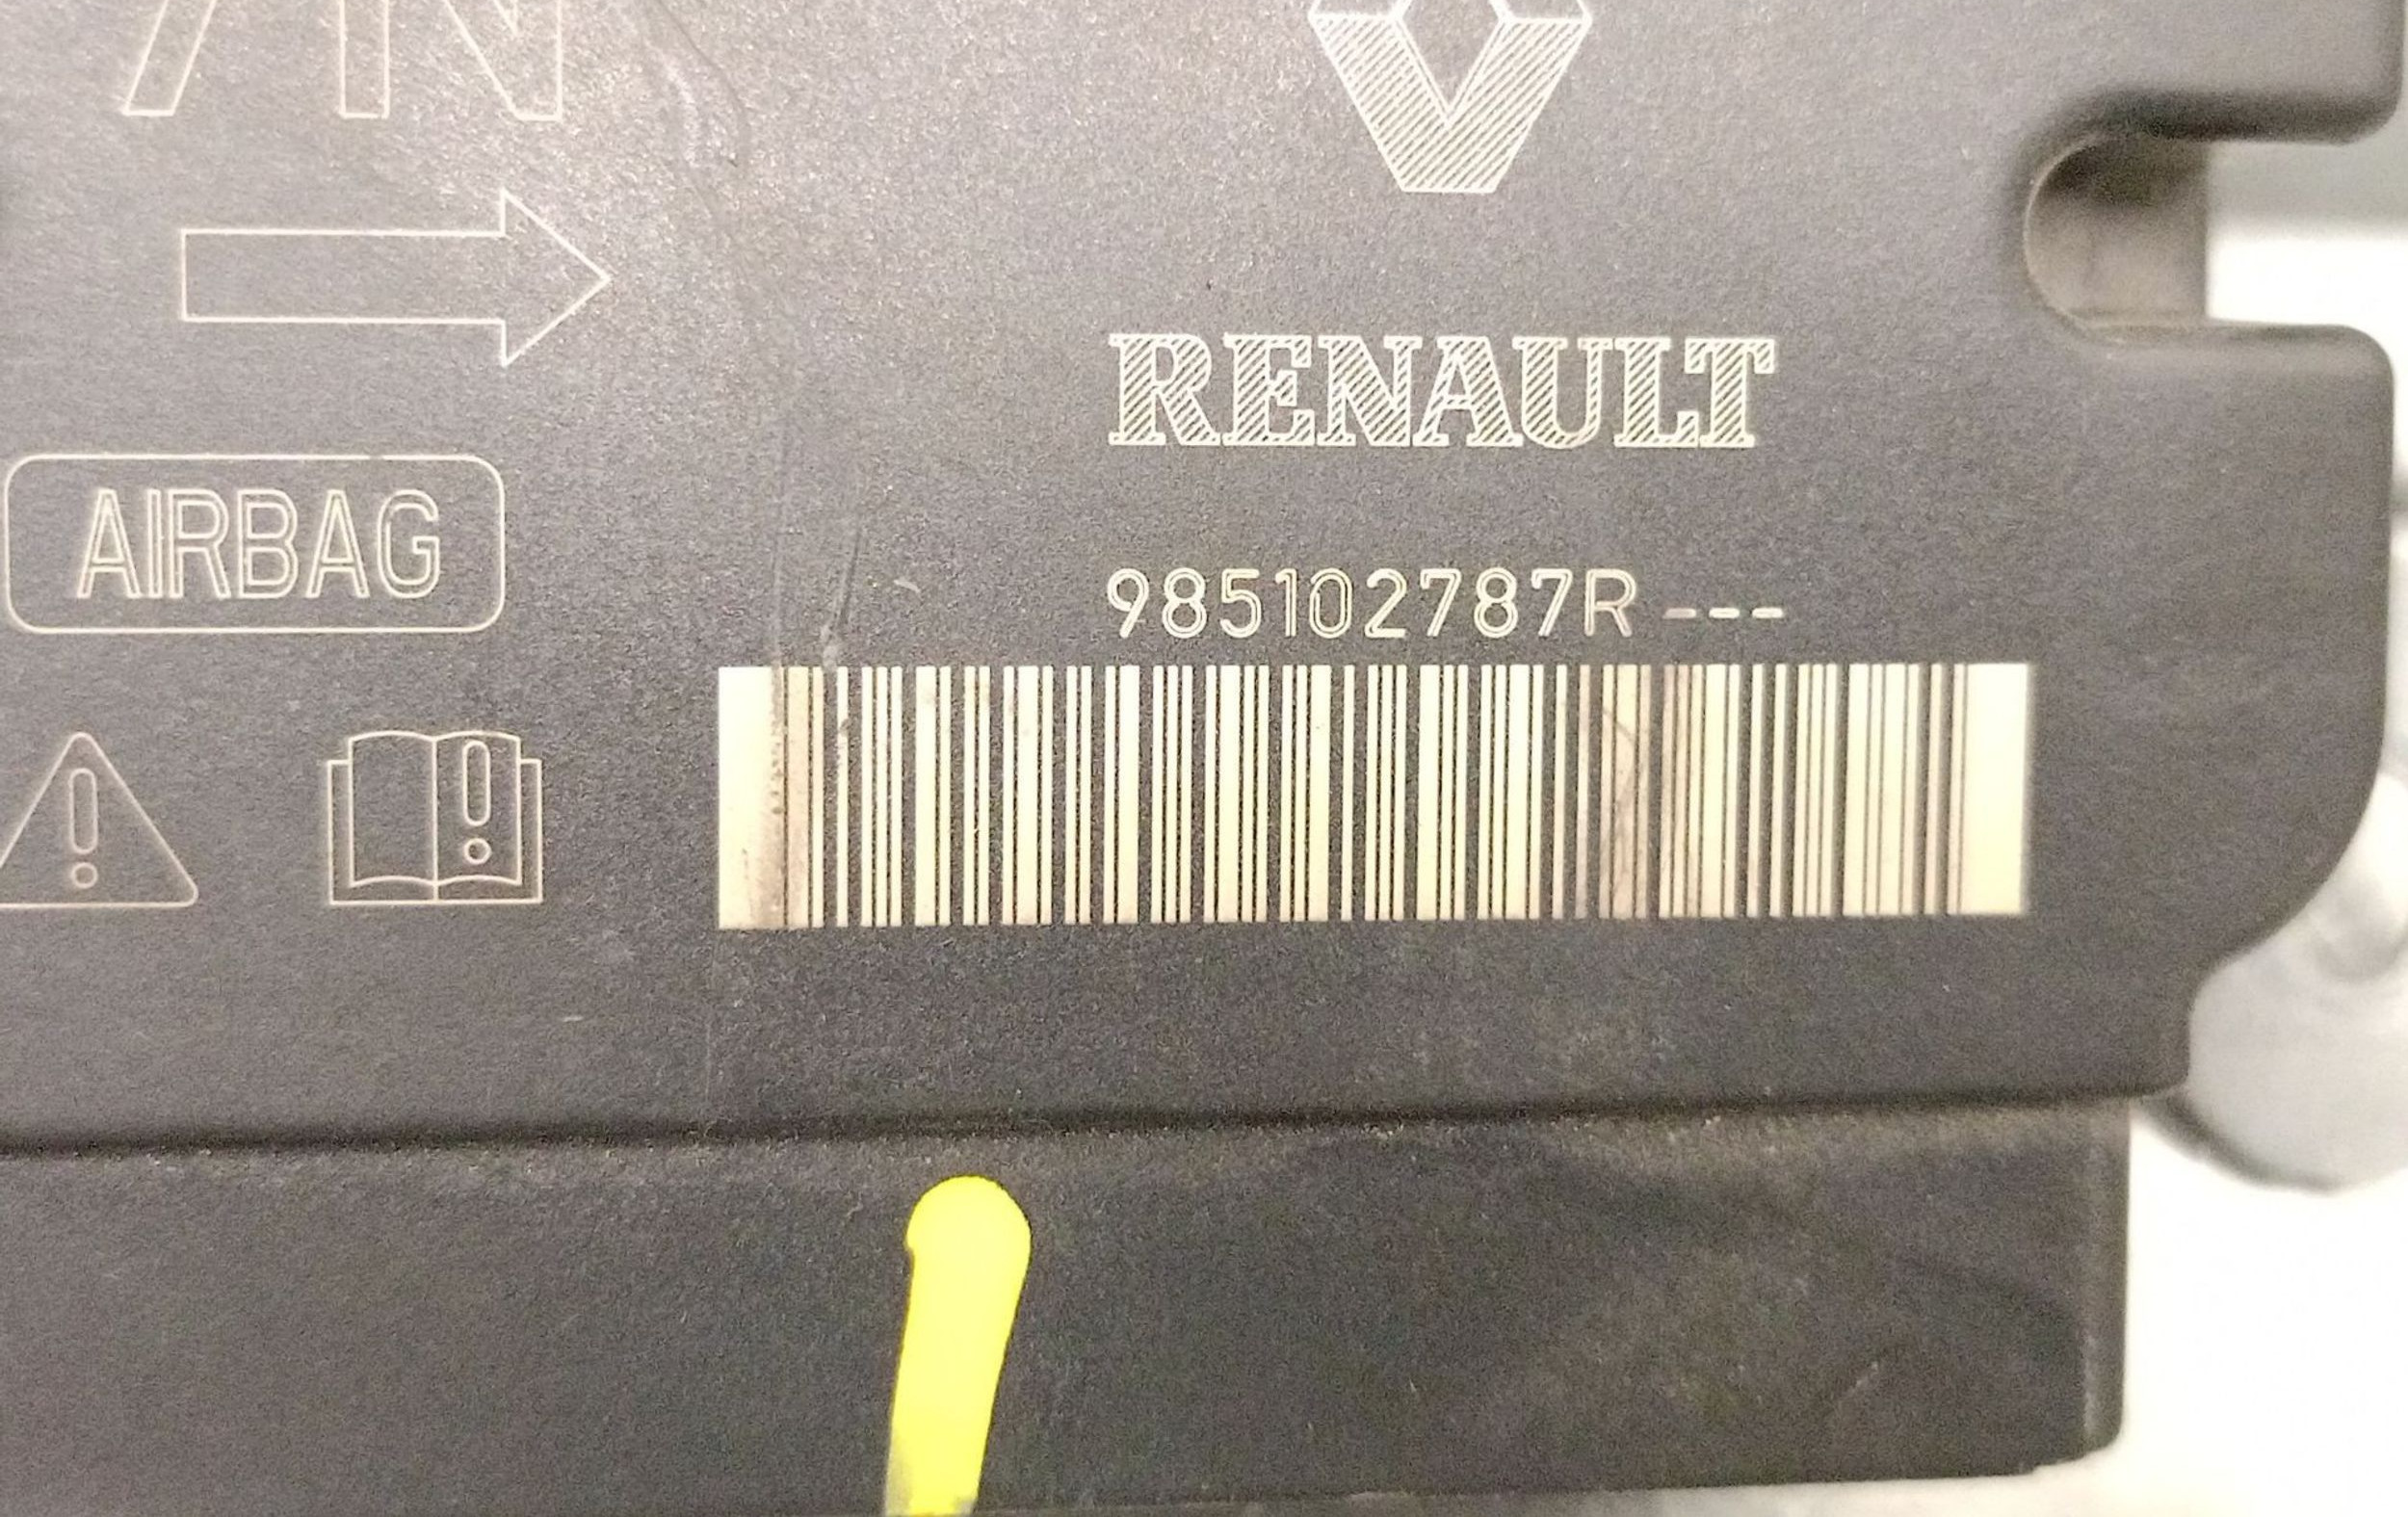 RENAULT
AIRBAG
985102787R---